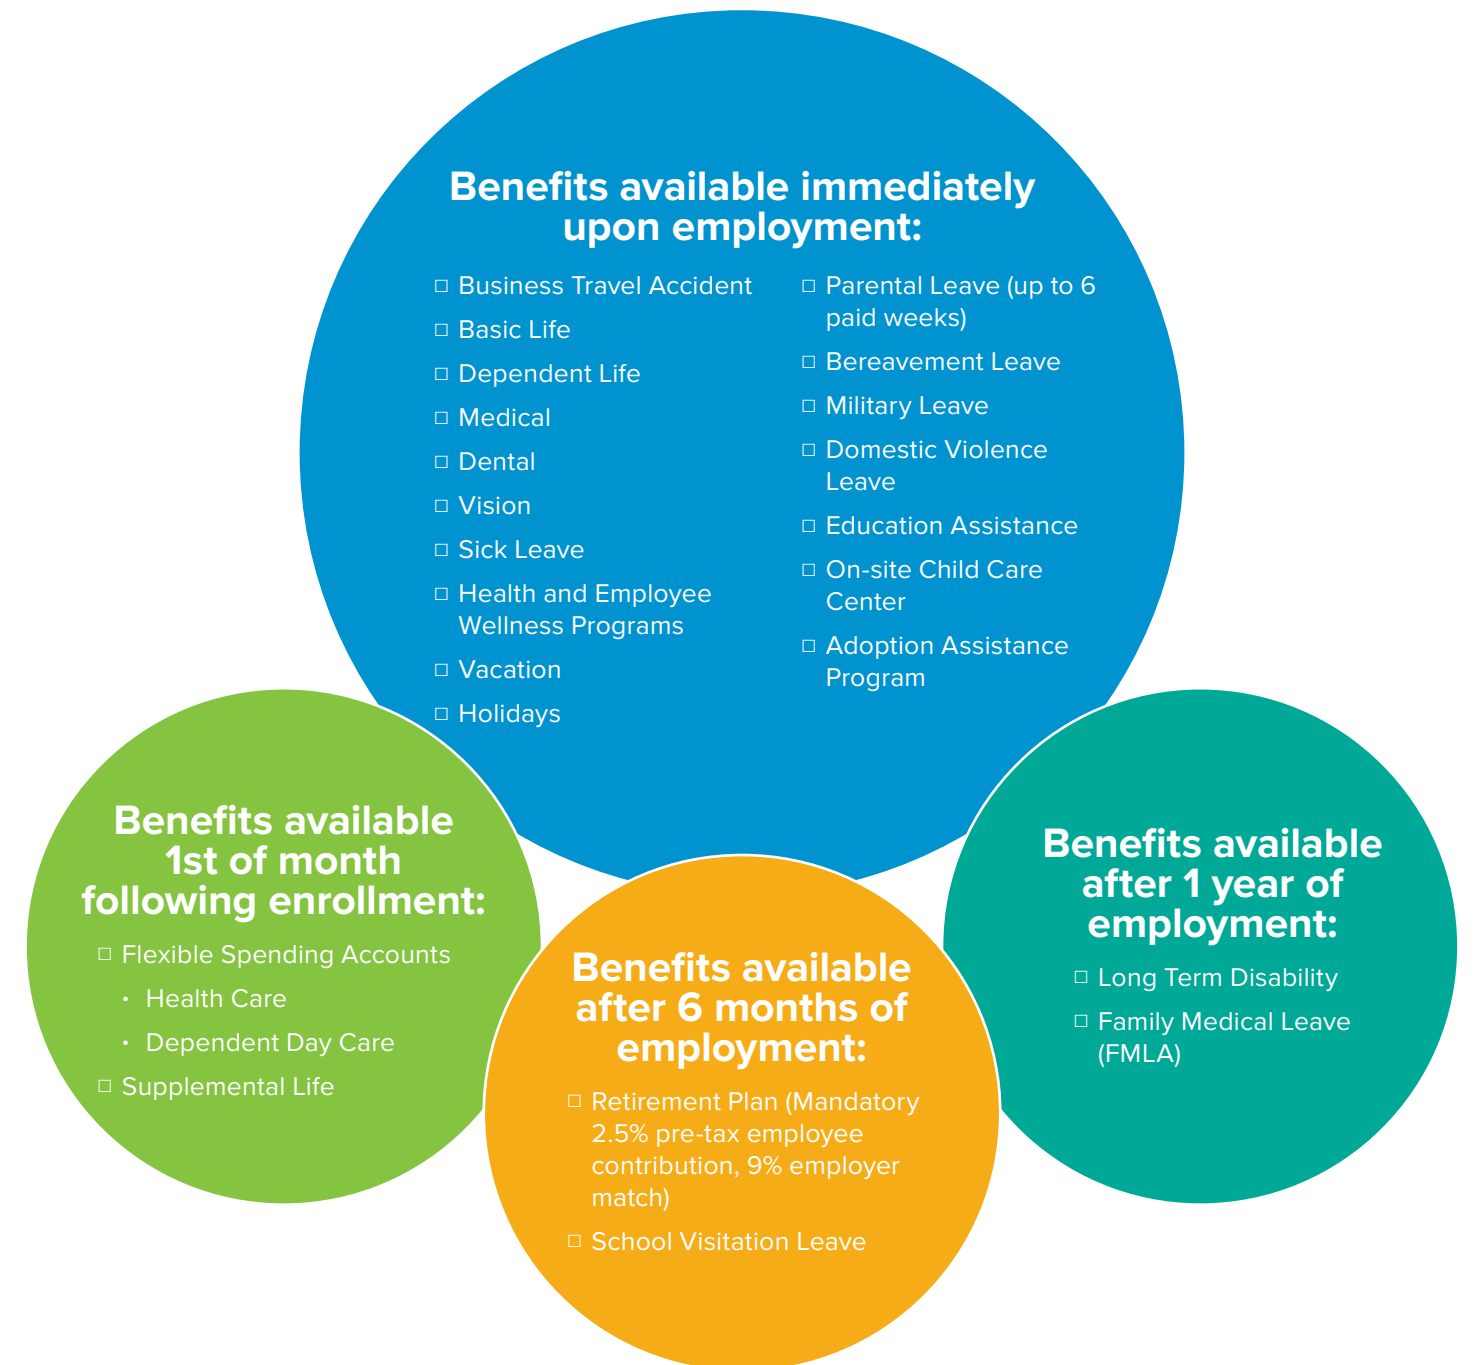 Benefits available immediately
upon employment:
□ Business Travel Accident
□ Basic Life
□ Dependent Life
□ Medical
□ Dental
□ Vision
□ Sick Leave
□ Health and Employee
Wellness Programs
□ Vacation
□ Holidays
□ Parental Leave (up to 6
paid weeks)
□ Bereavement Leave
□ Military Leave
□ Domestic Violence
Leave
□ Education Assistance
□ On-site Child Care
Center
□ Adoption Assistance
Program
Benefits available
1st of month
following enrollment:
□ Flexible Spending Accounts
• Health Care
• Dependent Day Care
□ Supplemental Life
Benefits available
after 6 months of
employment:
□ Retirement Plan (Mandatory
2.5% pre-tax employee
contribution, 9% employer
match)
□ School Visitation Leave
Benefits available
after 1 year of
employment:
□ Long Term Disability
□ Family Medical Leave
(FMLA)